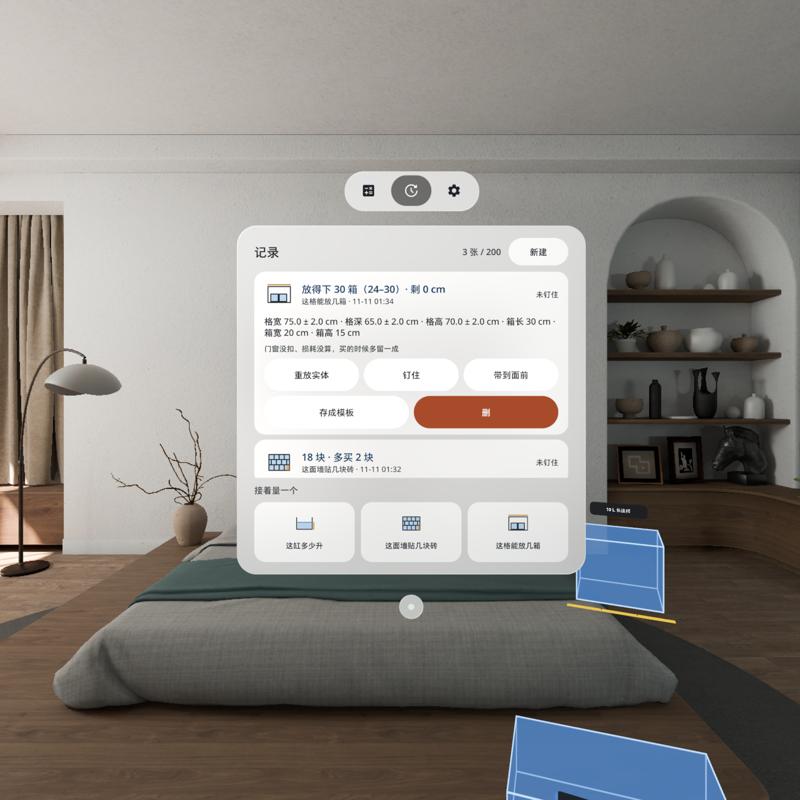 记录
3 张 / 200
新建
放得下 30 箱（24–30）· 剩 0 cm
这格能放几箱 · 11-11 01:34
未钉住
格宽 75.0 ± 2.0 cm · 格深 65.0 ± 2.0 cm · 格高 70.0 ± 2.0 cm · 箱长 30 cm ·
箱宽 20 cm · 箱高 15 cm
门窗没扣、损耗没算，买的时候多留一成
重放实体
钉住
带到面前
存成模板
删
18 块 · 多买 2 块
这面墙贴几块砖 · 11-11 01:32
未钉住
接着量一个
这缸多少升
这面墙贴几块砖
这格能放几箱